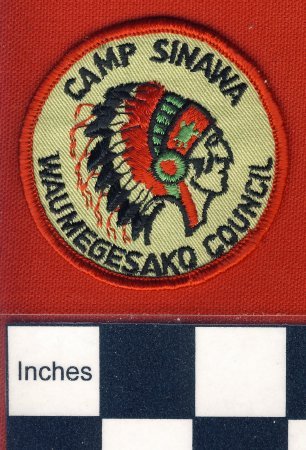 CAMP SINAWA
WAUMEGESAKO COUNCIL
Inches